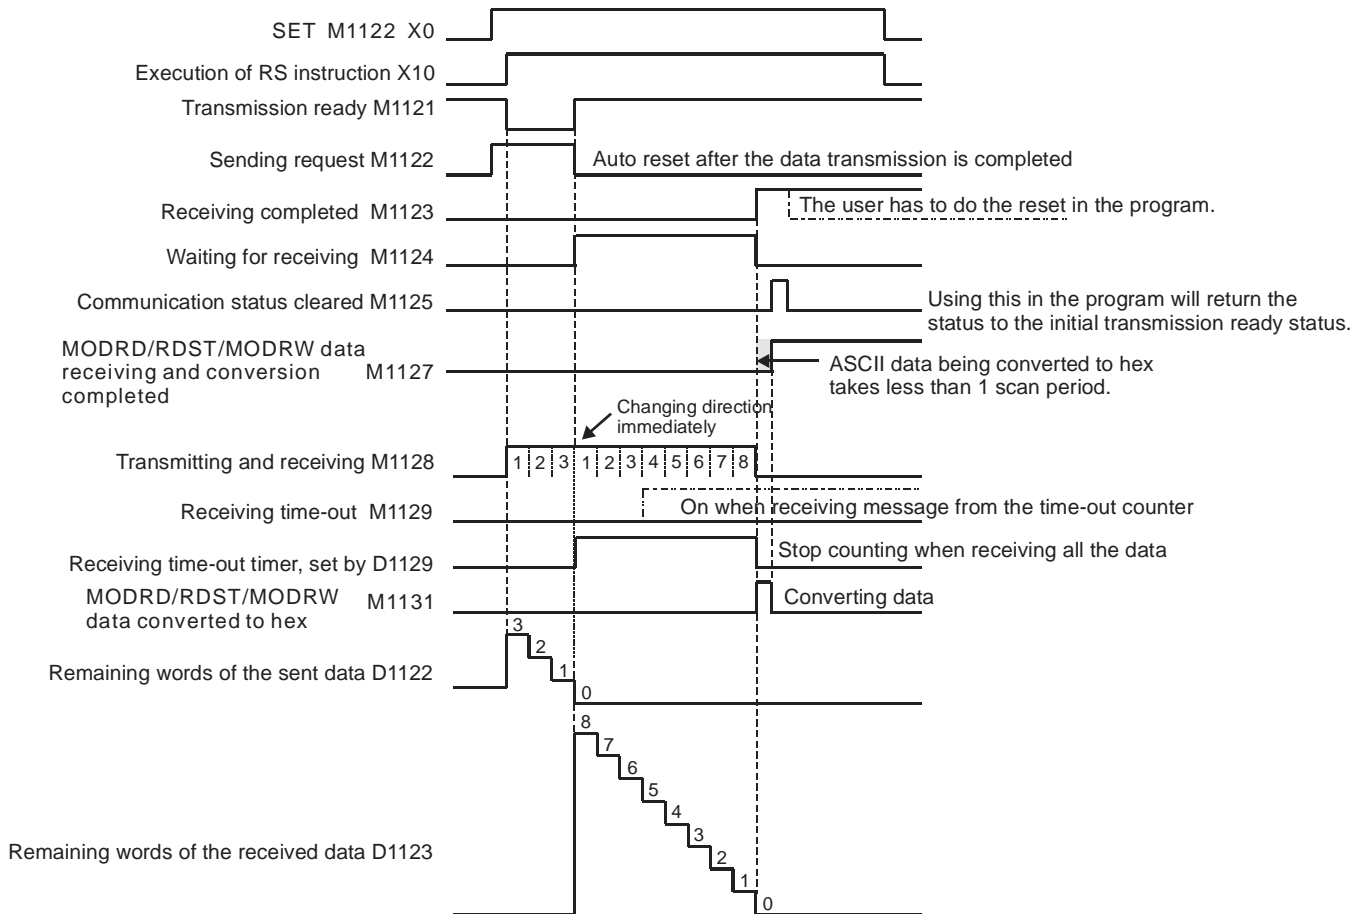 SET M1122 X0
Execution of RS instruction X10
Transmission ready M1121
Sending request M1122
Auto reset after the data transmission is completed
Receiving completed M1123
The user has to do the reset in the program.
Waiting for receiving M1124
Communication status cleared M1125
Using this in the program will return the
status to the initial transmission ready status.
MODRD/RDST/MODRW data
receiving and conversion M1127
completed
ASCII data being converted to hex
takes less than 1 scan period.
Changing direction
immediately
Transmitting and receiving M1128
1 2 3 1 2 3 4 5 6 7 8
Receiving time-out M1129
On when receiving message from the time-out counter
Receiving time-out timer, set by D1129
Stop counting when receiving all the data
MODRD/RDST/MODRW M1131
data converted to hex
Converting data
Remaining words of the sent data D1122
3
2
1
0
Remaining words of the received data D1123
8
7
6
5
4
3
2
1
0